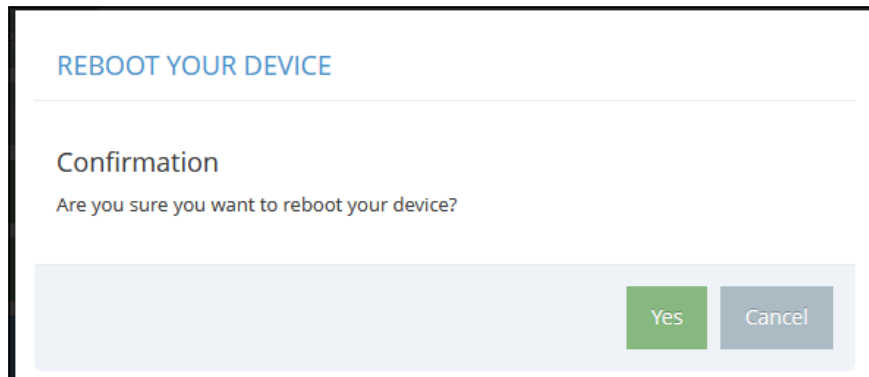 REBOOT YOUR DEVICE
Confirmation
Are you sure you want to reboot your device?
Yes Cancel